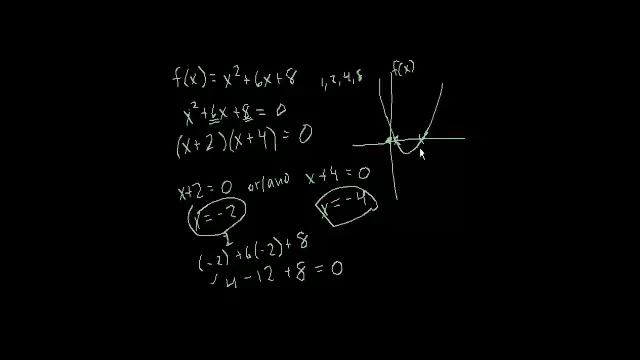 f(x) = x² + 6x + 8 1, 2, 4, 8 f(x)
x² + 6x + 8 = 0
(x+2)(x+4) = 0
x+2 = 0 or/and x+4 = 0
x = -2 x = -4
(-2)² + 6(-2) + 8
4 - 12 + 8 = 0